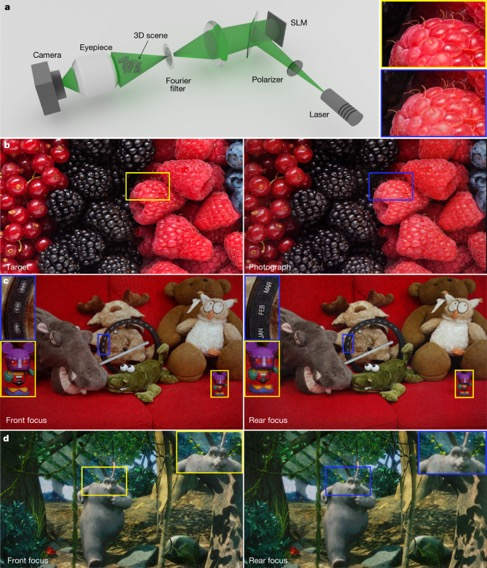 a
SLM
3D scene
Eyepiece
Camera
Fourier
filter
Polarizer
Laser
b
Target
Photograph
c
MAR
FEB
JAN
Front focus
Rear focus
d
Front focus
Rear focus